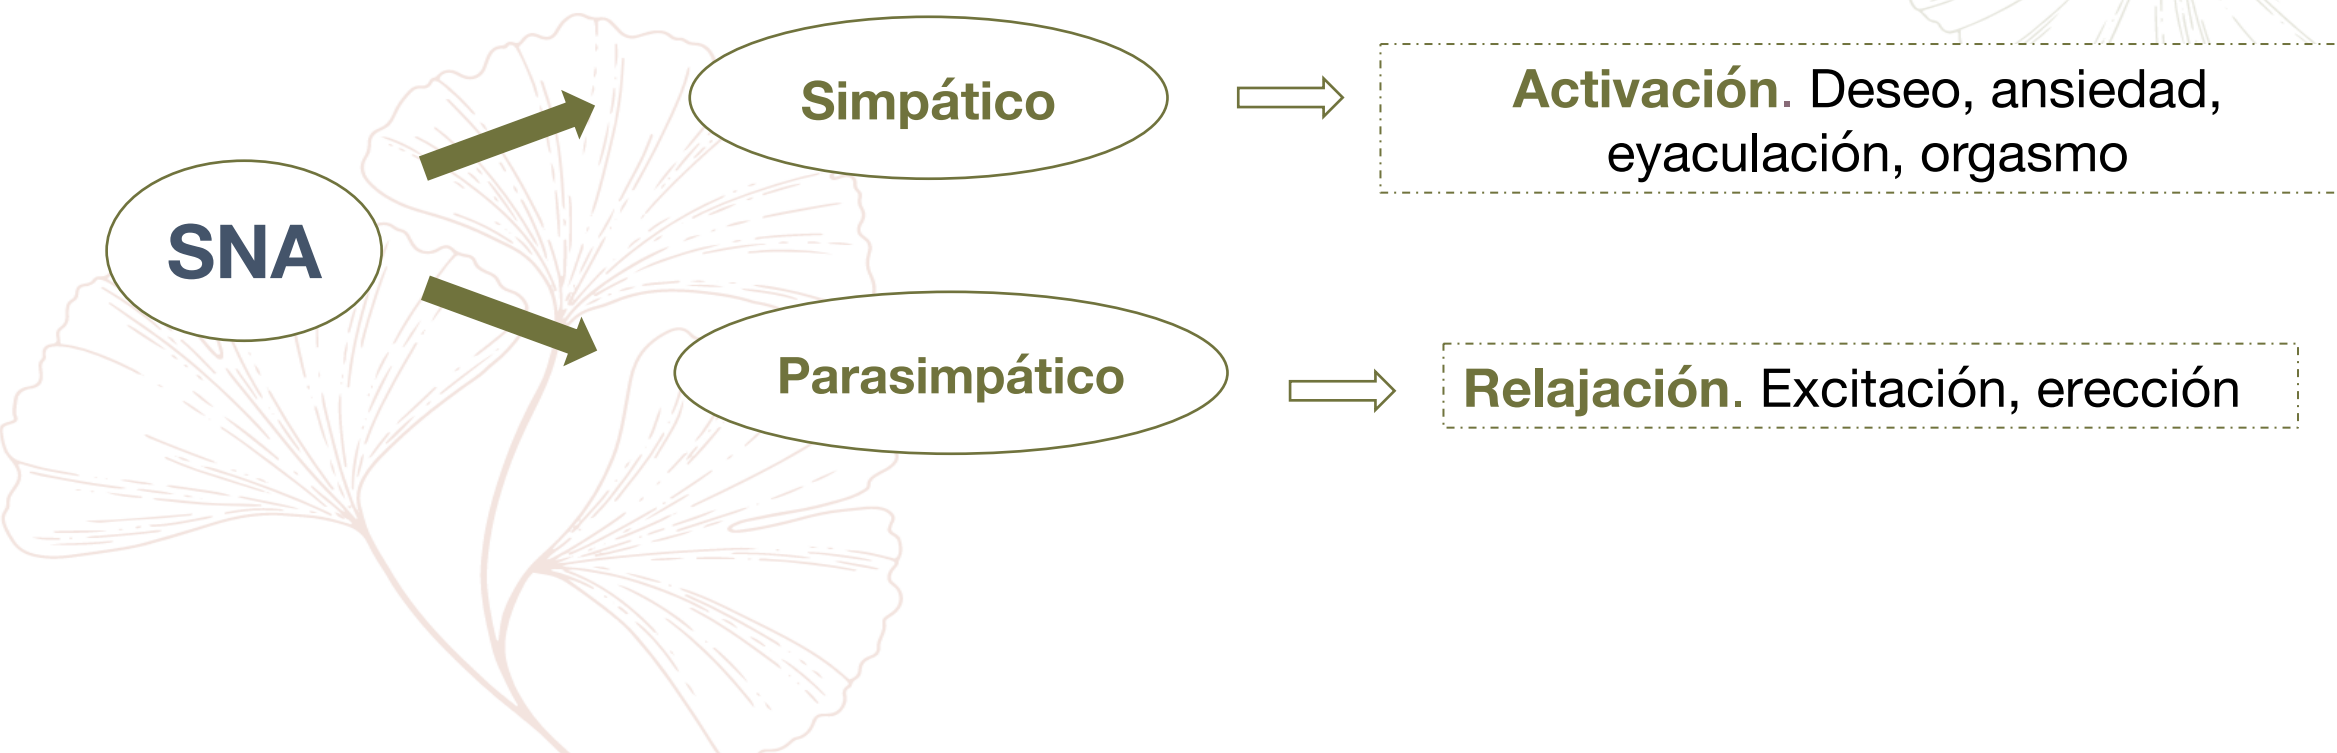 Simpático
Activación. Deseo, ansiedad,
eyaculación, orgasmo
SNA
Parasimpático
Relajación. Excitación, erección